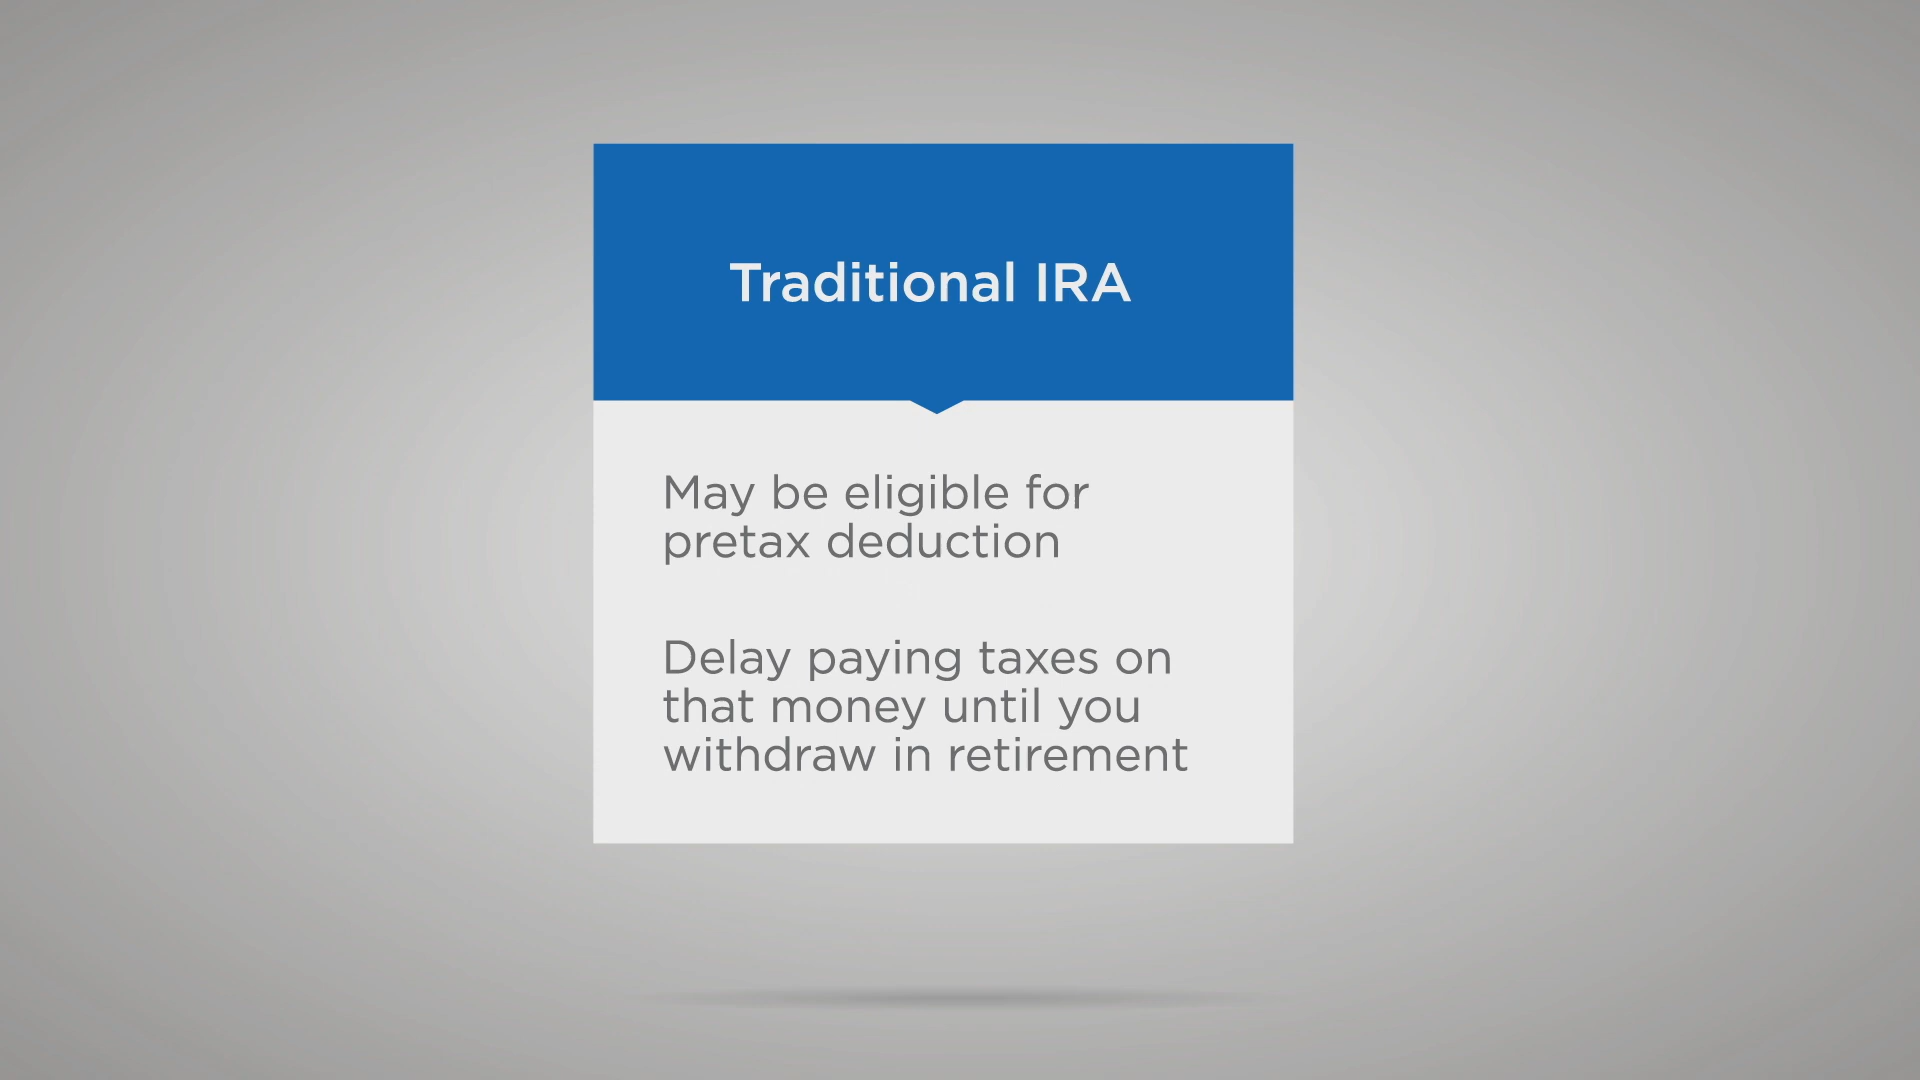 Traditional IRA
May be eligible for
pretax deduction
Delay paying taxes on
that money until you
withdraw in retirement